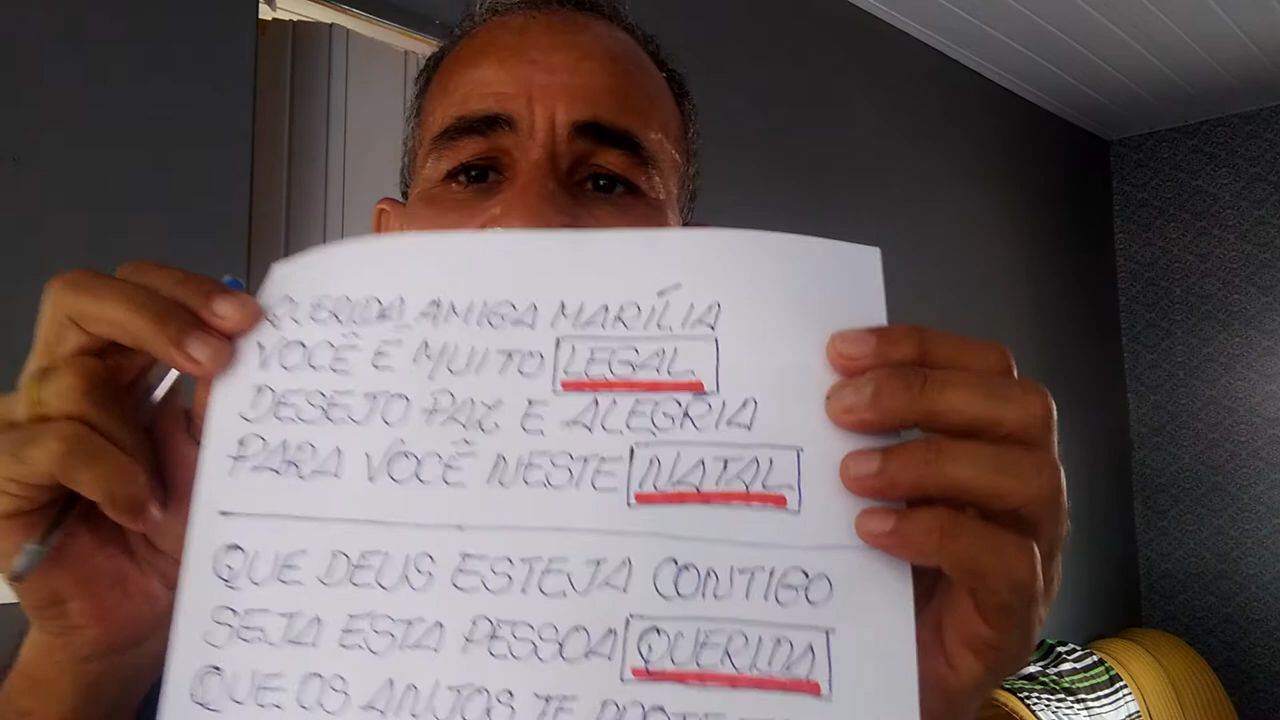 QUERIDA AMIGA MARÍLIA
VOCÊ É MUITO LEGAL
DESEJO PAZ E ALEGRIA
PARA VOCÊ NESTE NATAL
QUE DEUS ESTEJA CONTIGO
SEJA ESTA PESSOA QUERIDA
QUE OS ANJOS TE